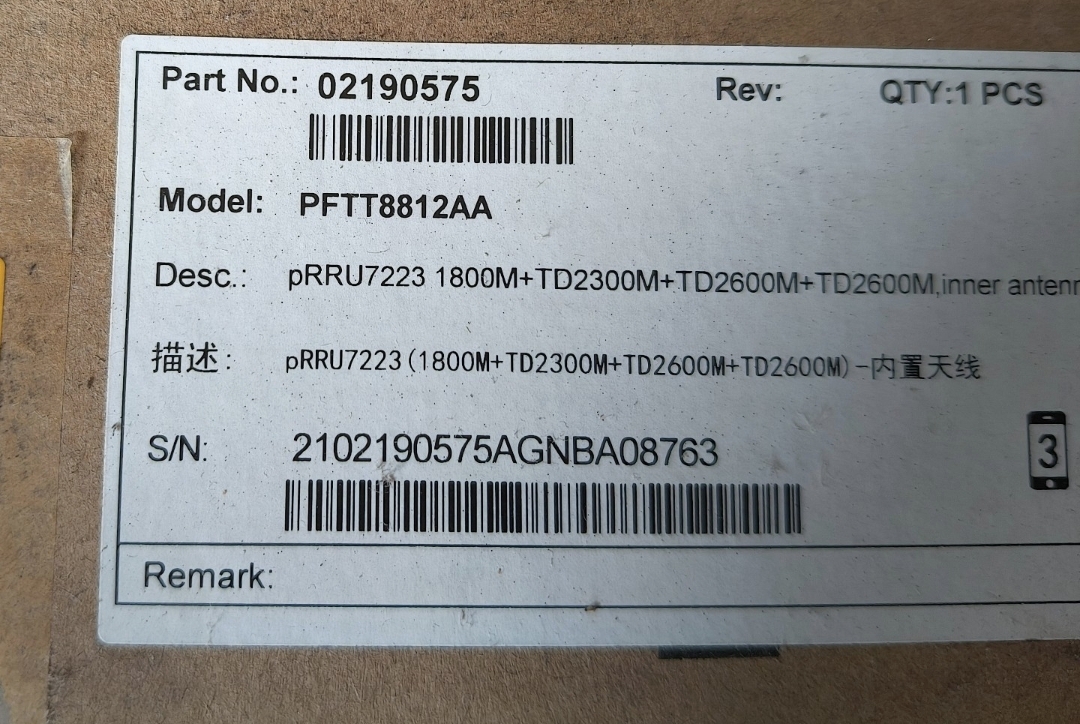 Part No.: 02190575 Rev: QTY:1 PCS
Model: PFTT8812AA
Desc.: pRRU7223 1800M+TD2300M+TD2600M+TD2600M,inner antenn
描述: pRRU7223(1800M+TD2300M+TD2600M+TD2600M)-内置天线
S/N: 2102190575AGNBA08763
3
Remark: